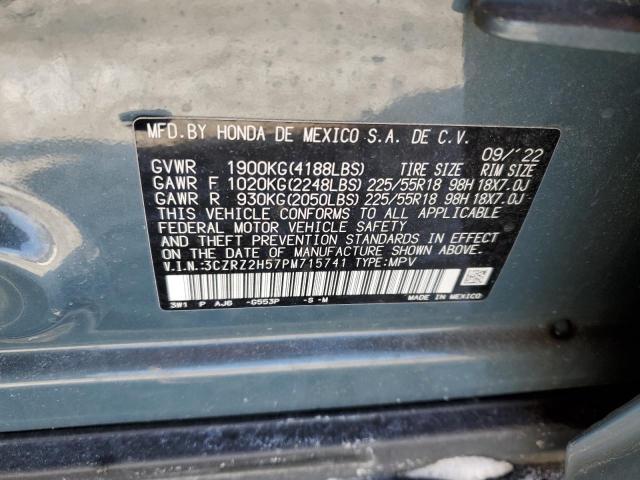 MFD.BY HONDA DE MEXICO S.A. DE C.V.
09/'22
GVWR 1900KG(4188LBS) TIRE SIZE RIM SIZE
GAWR F 1020KG(2248LBS) 225/55R18 98H 18X7.0J
GAWR R 930KG(2050LBS) 225/55R18 98H 18X7.0J
THIS VEHICLE CONFORMS TO ALL APPLICABLE
FEDERAL MOTOR VEHICLE SAFETY
AND THEFT PREVENTION STANDARDS IN EFFECT
ON THE DATE OF MANUFACTURE SHOWN ABOVE.
V.I.N.:3CZRZ2H57PM715741 TYPE:MPV
3W1 P AJ6 -G553P -S -M MADE IN MEXICO